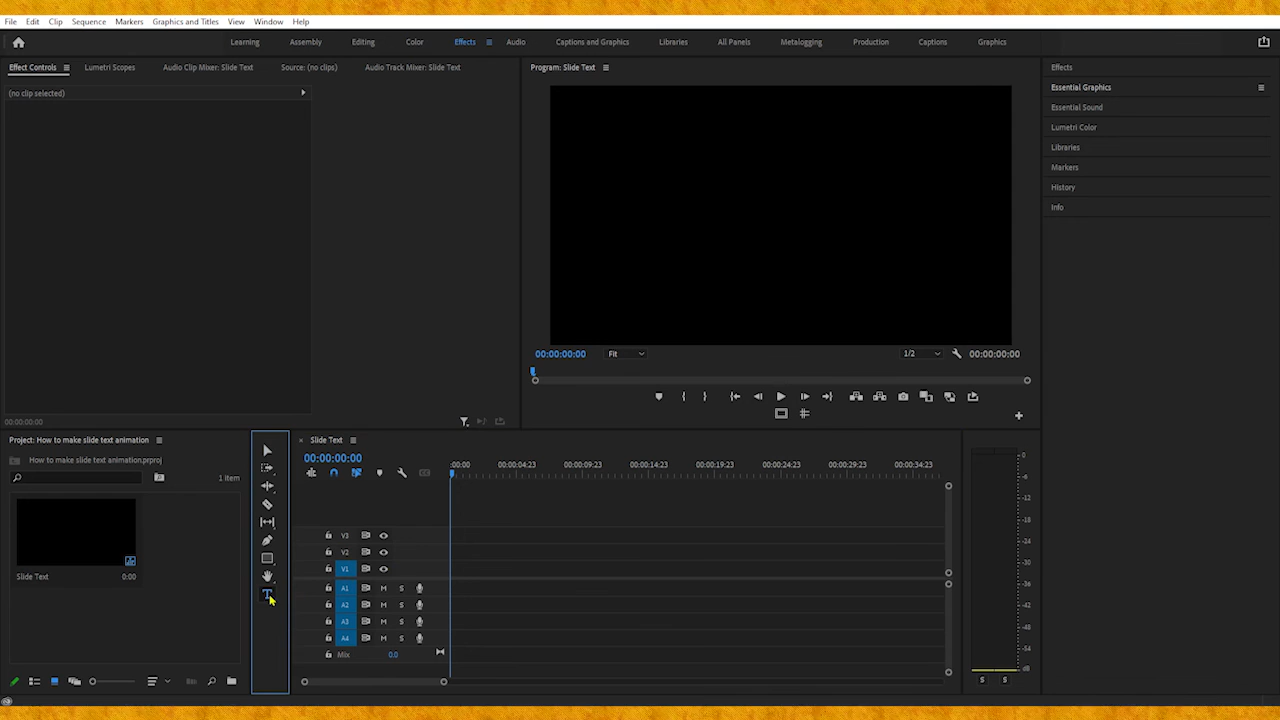 File Edit Clip Sequence Markers Graphics and Titles View Window Help
Learning Assembly Editing Color Effects Audio Captions and Graphics Libraries All Panels Metalogging Production Captions Graphics
Effect Controls Lumetri Scopes Audio Clip Mixer: Slide Text Source: (no clips) Audio Track Mixer: Slide Text
(no clip selected)
00:00:00:00
Program: Slide Text
00:00:00:00 Fit 1/2 00:00:00:00
Effects
Essential Graphics
Essential Sound
Lumetri Color
Libraries
Markers
History
Info
Project: How to make slide text animation
How to make slide text animation.prproj
1 item
Slide Text 0:00
T
× Slide Text
00:00:00:00
:00:00 00:00:04:23 00:00:09:23 00:00:14:23 00:00:19:23 00:00:24:23 00:00:29:23 00:00:34:23
V3
V2
V1
A1 M S
A2 M S
A3 M S
A4 M S
Mix 0.0
0
-6
-12
-18
-24
-30
-36
-42
-48
-54
dB
S S